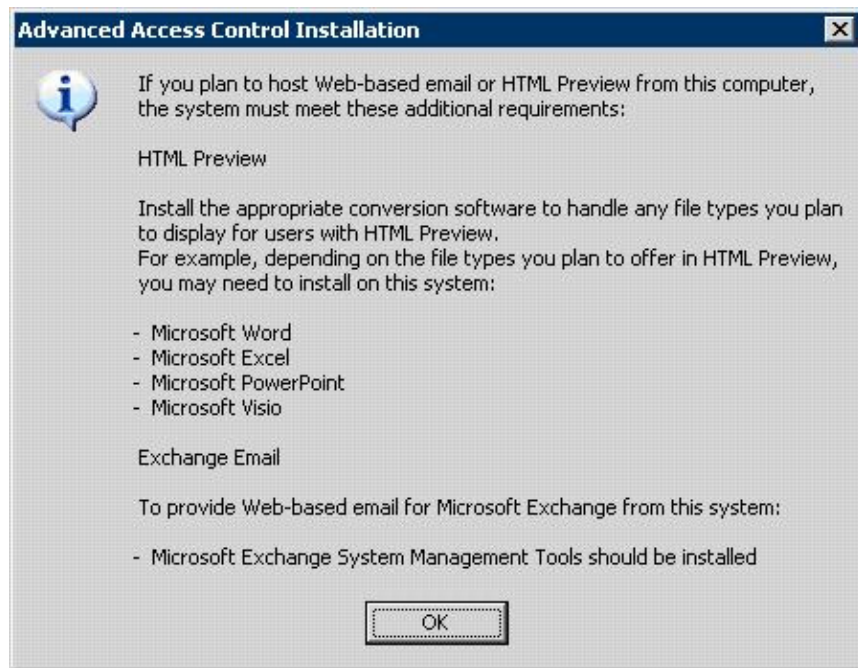 Advanced Access Control Installation
If you plan to host Web-based email or HTML Preview from this computer,
the system must meet these additional requirements:
HTML Preview
Install the appropriate conversion software to handle any file types you plan
to display for users with HTML Preview.
For example, depending on the file types you plan to offer in HTML Preview,
you may need to install on this system:
- Microsoft Word
- Microsoft Excel
- Microsoft PowerPoint
- Microsoft Visio
Exchange Email
To provide Web-based email for Microsoft Exchange from this system:
- Microsoft Exchange System Management Tools should be installed
OK